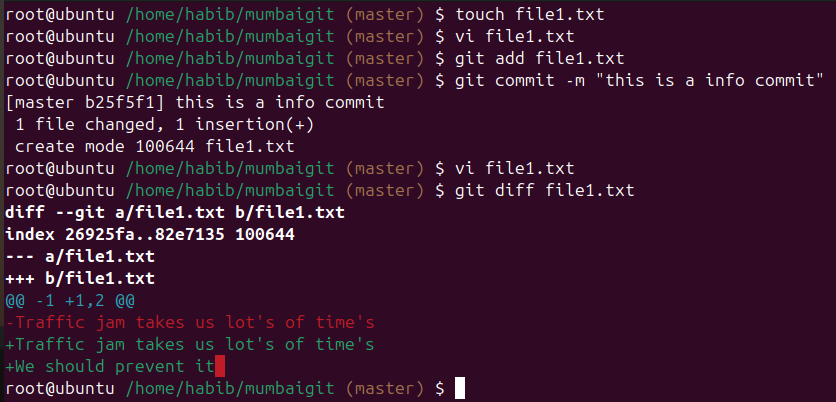 root@ubuntu /home/habib/mumbaigit (master) $ touch file1.txt
root@ubuntu /home/habib/mumbaigit (master) $ vi file1.txt
root@ubuntu /home/habib/mumbaigit (master) $ git add file1.txt
root@ubuntu /home/habib/mumbaigit (master) $ git commit -m "this is a info commit"
[master b25f5f1] this is a info commit
 1 file changed, 1 insertion(+)
 create mode 100644 file1.txt
root@ubuntu /home/habib/mumbaigit (master) $ vi file1.txt
root@ubuntu /home/habib/mumbaigit (master) $ git diff file1.txt
diff --git a/file1.txt b/file1.txt
index 26925fa..82e7135 100644
--- a/file1.txt
+++ b/file1.txt
@@ -1 +1,2 @@
-Traffic jam takes us lot's of time's
+Traffic jam takes us lot's of time's
+We should prevent it
root@ubuntu /home/habib/mumbaigit (master) $